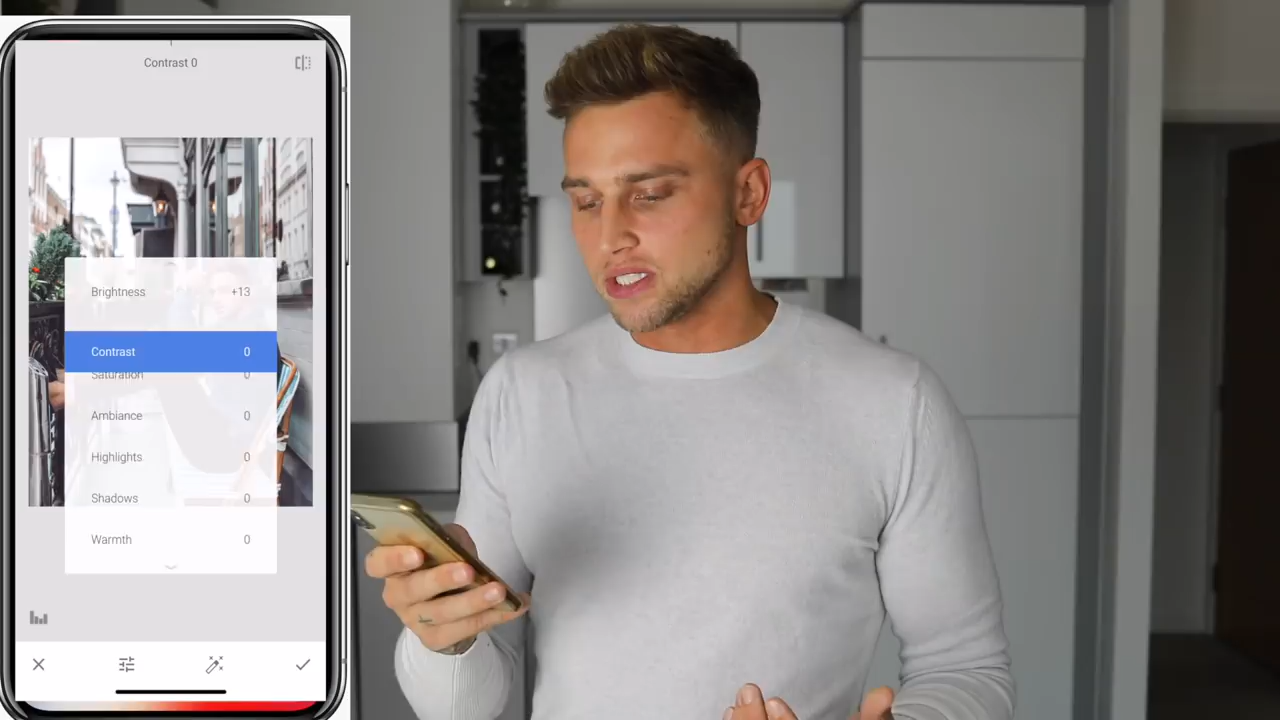 Contrast 0
Brightness +13
Contrast 0
Saturation 0
Ambiance 0
Highlights 0
Shadows 0
Warmth 0